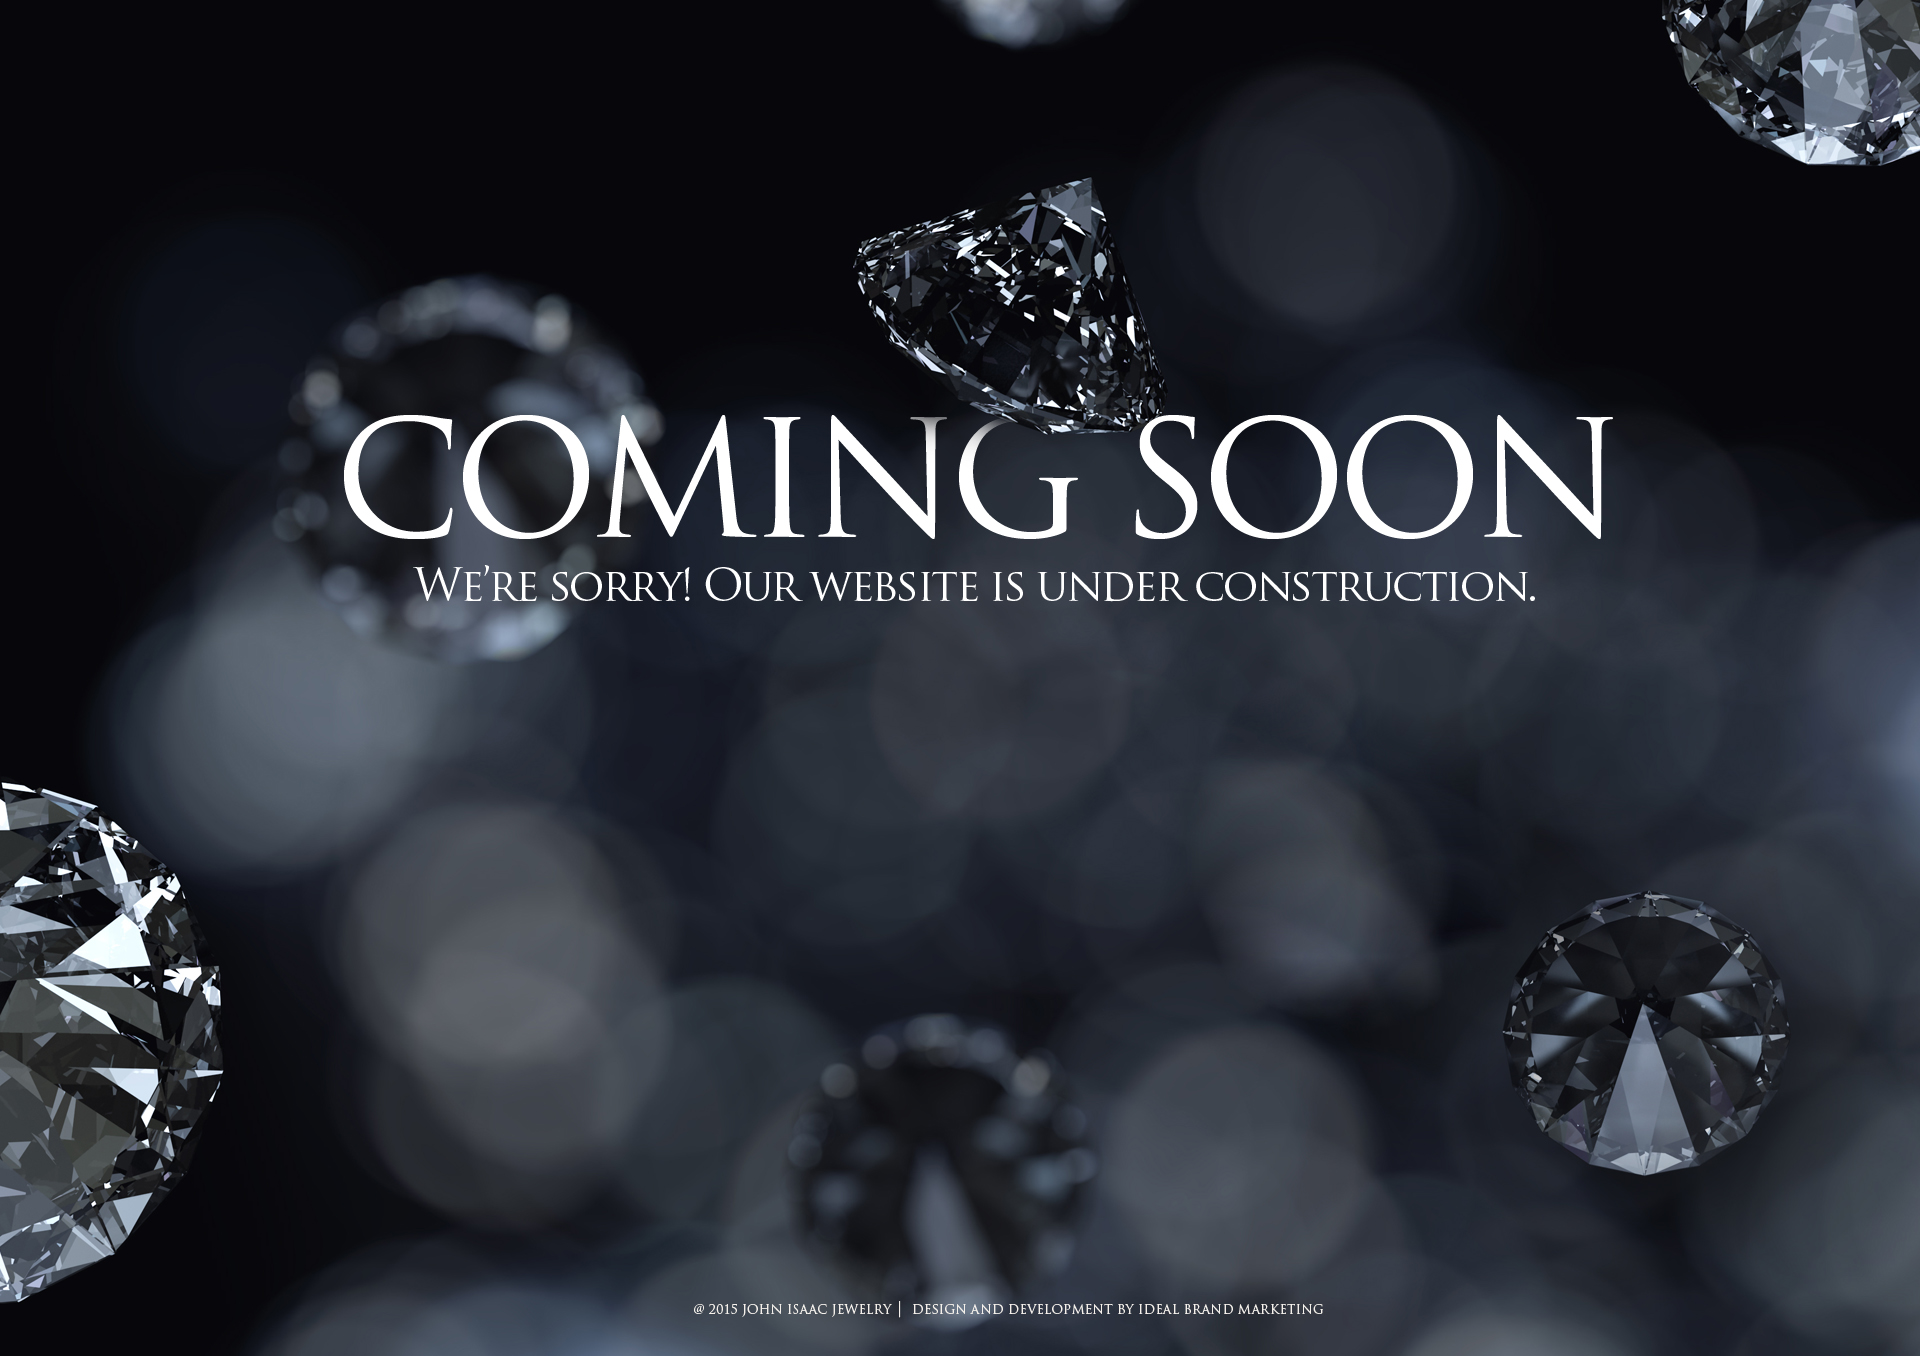 COMING SOON
WE'RE SORRY! OUR WEBSITE IS UNDER CONSTRUCTION.
@ 2015 JOHN ISAAC JEWELRY | DESIGN AND DEVELOPMENT BY IDEAL BRAND MARKETING